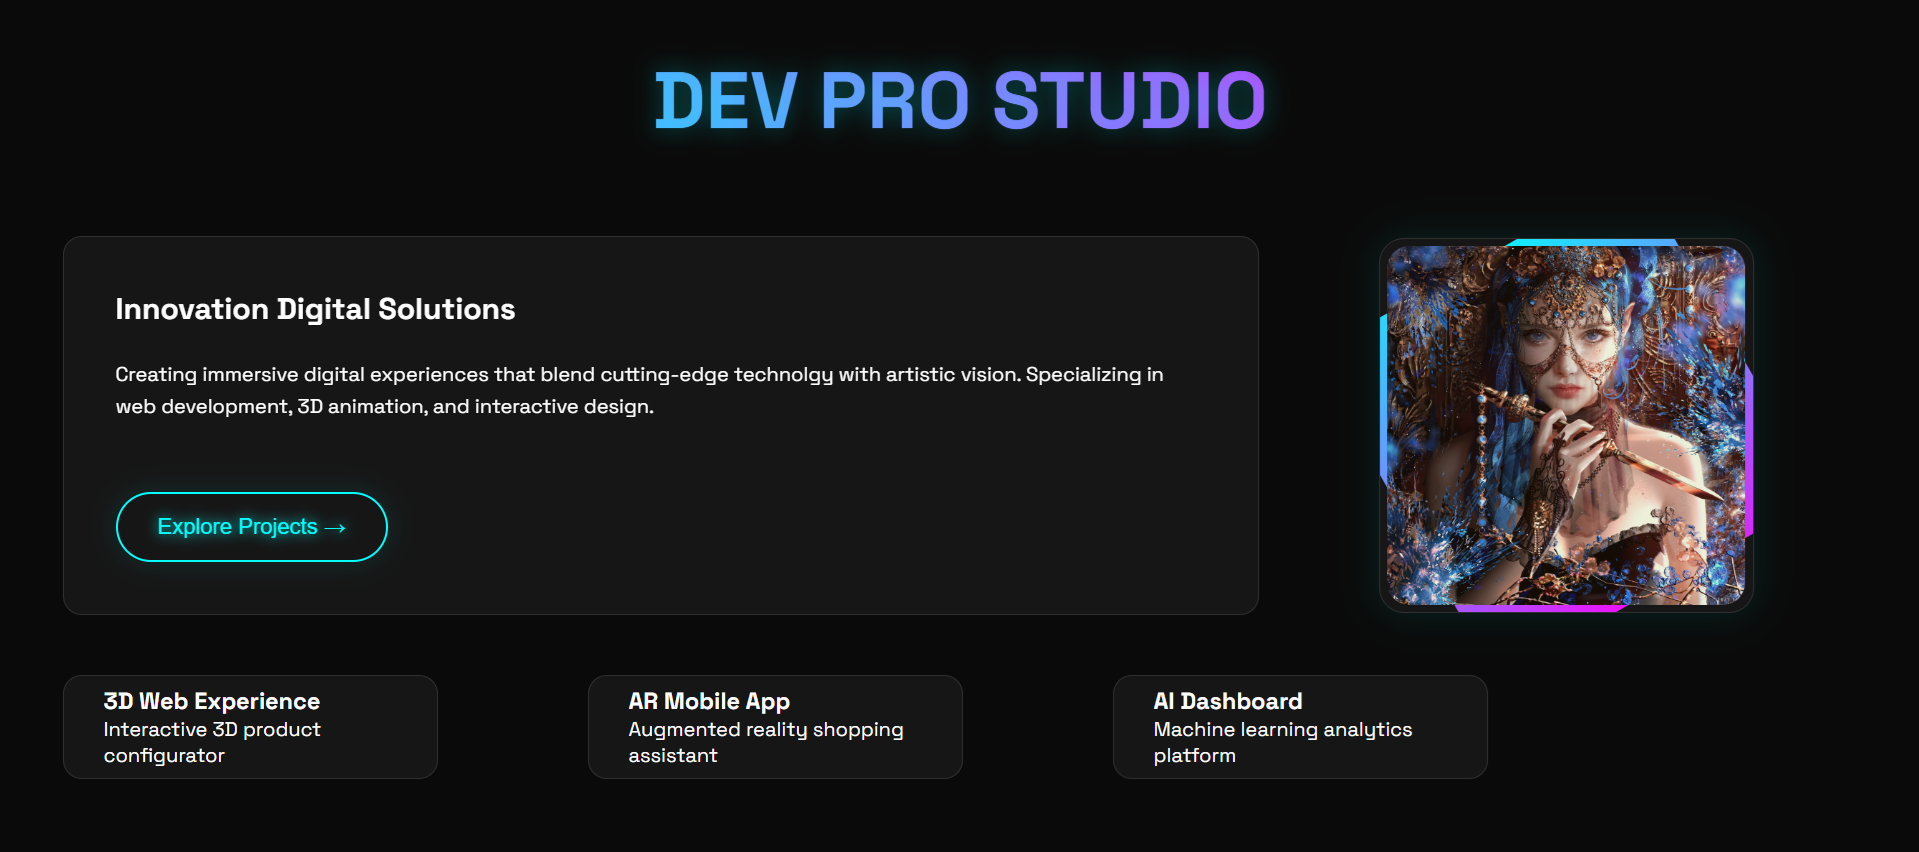 DEV PRO STUDIO
Innovation Digital Solutions
Creating immersive digital experiences that blend cutting-edge technolgy with artistic vision. Specializing in
web development, 3D animation, and interactive design.
Explore Projects →
3D Web Experience
Interactive 3D product
configurator
AR Mobile App
Augmented reality shopping
assistant
AI Dashboard
Machine learning analytics
platform